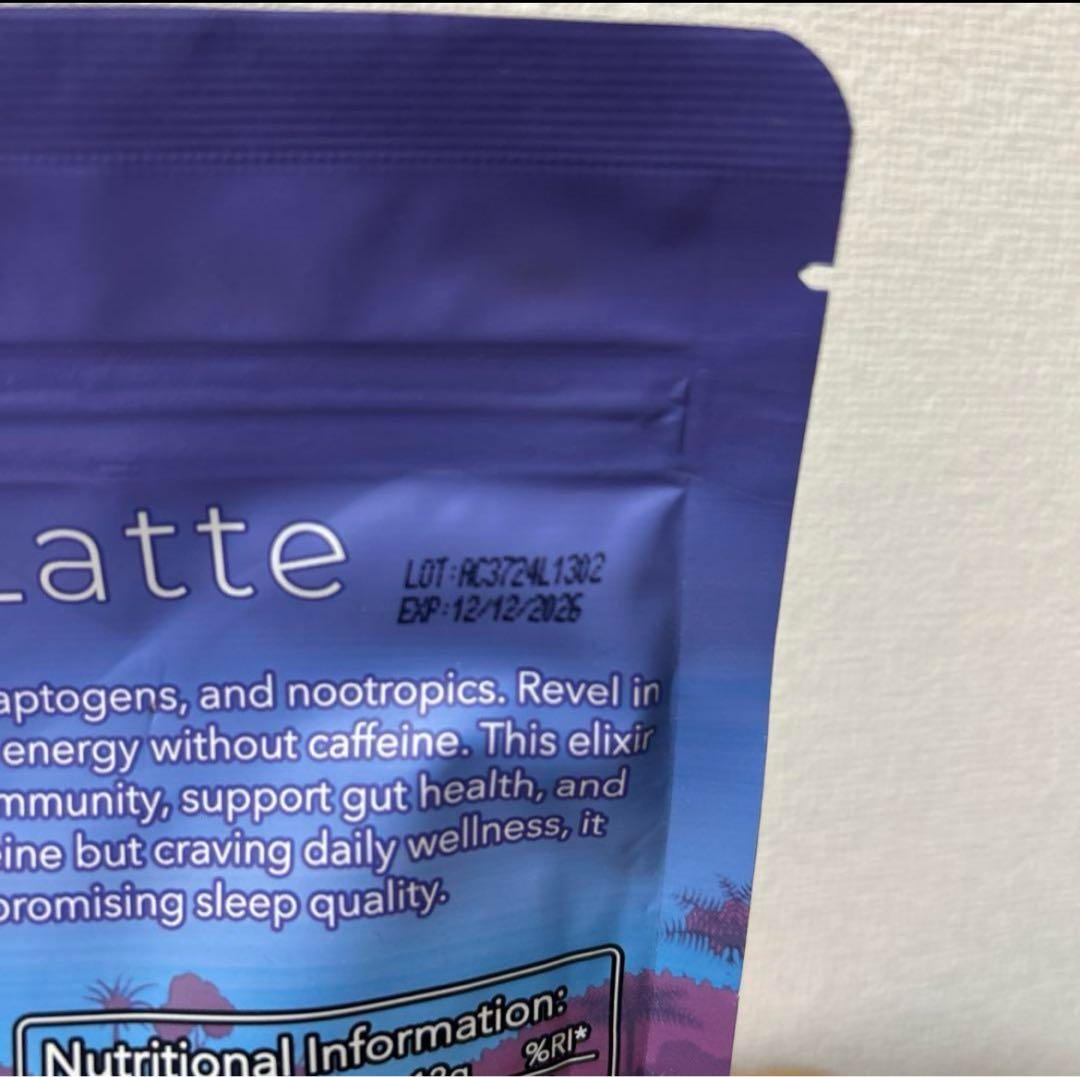 Latte
LOT:AC3724L1302
EXP:12/12/2026
aptogens, and nootropics. Revel in
energy without caffeine. This elixir
mmunity, support gut health, and
eine but craving daily wellness, it
promising sleep quality.
Nutritional Information:
%RI*